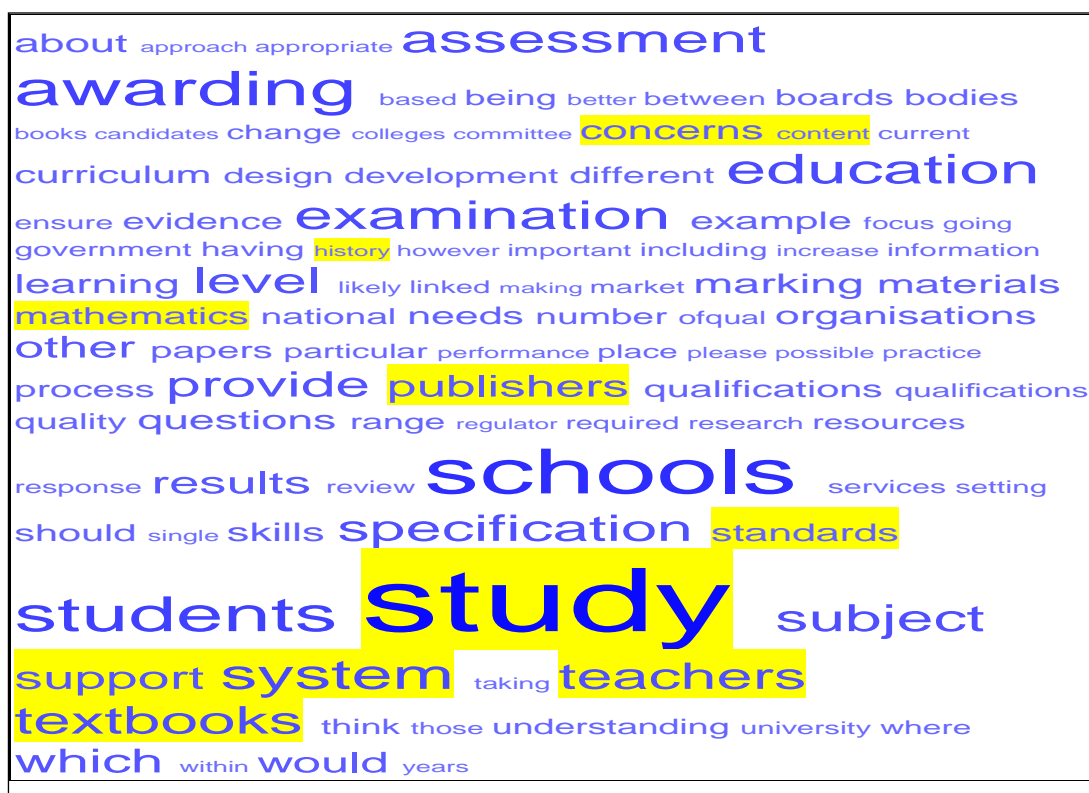 about approach appropriate assessment
awarding based being better between boards bodies
books candidates change colleges committee concerns content current
curriculum design development different education
ensure evidence examination example focus going
government having history however important including increase information
learning level likely linked making market marking materials
mathematics national needs number ofqual organisations
other papers particular performance place please possible practice
process provide publishers qualifications qualifications
quality questions range regulator required research resources
response results review schools services setting
should single skills specification standards
students study subject
support system taking teachers
textbooks think those understanding university where
which within would years